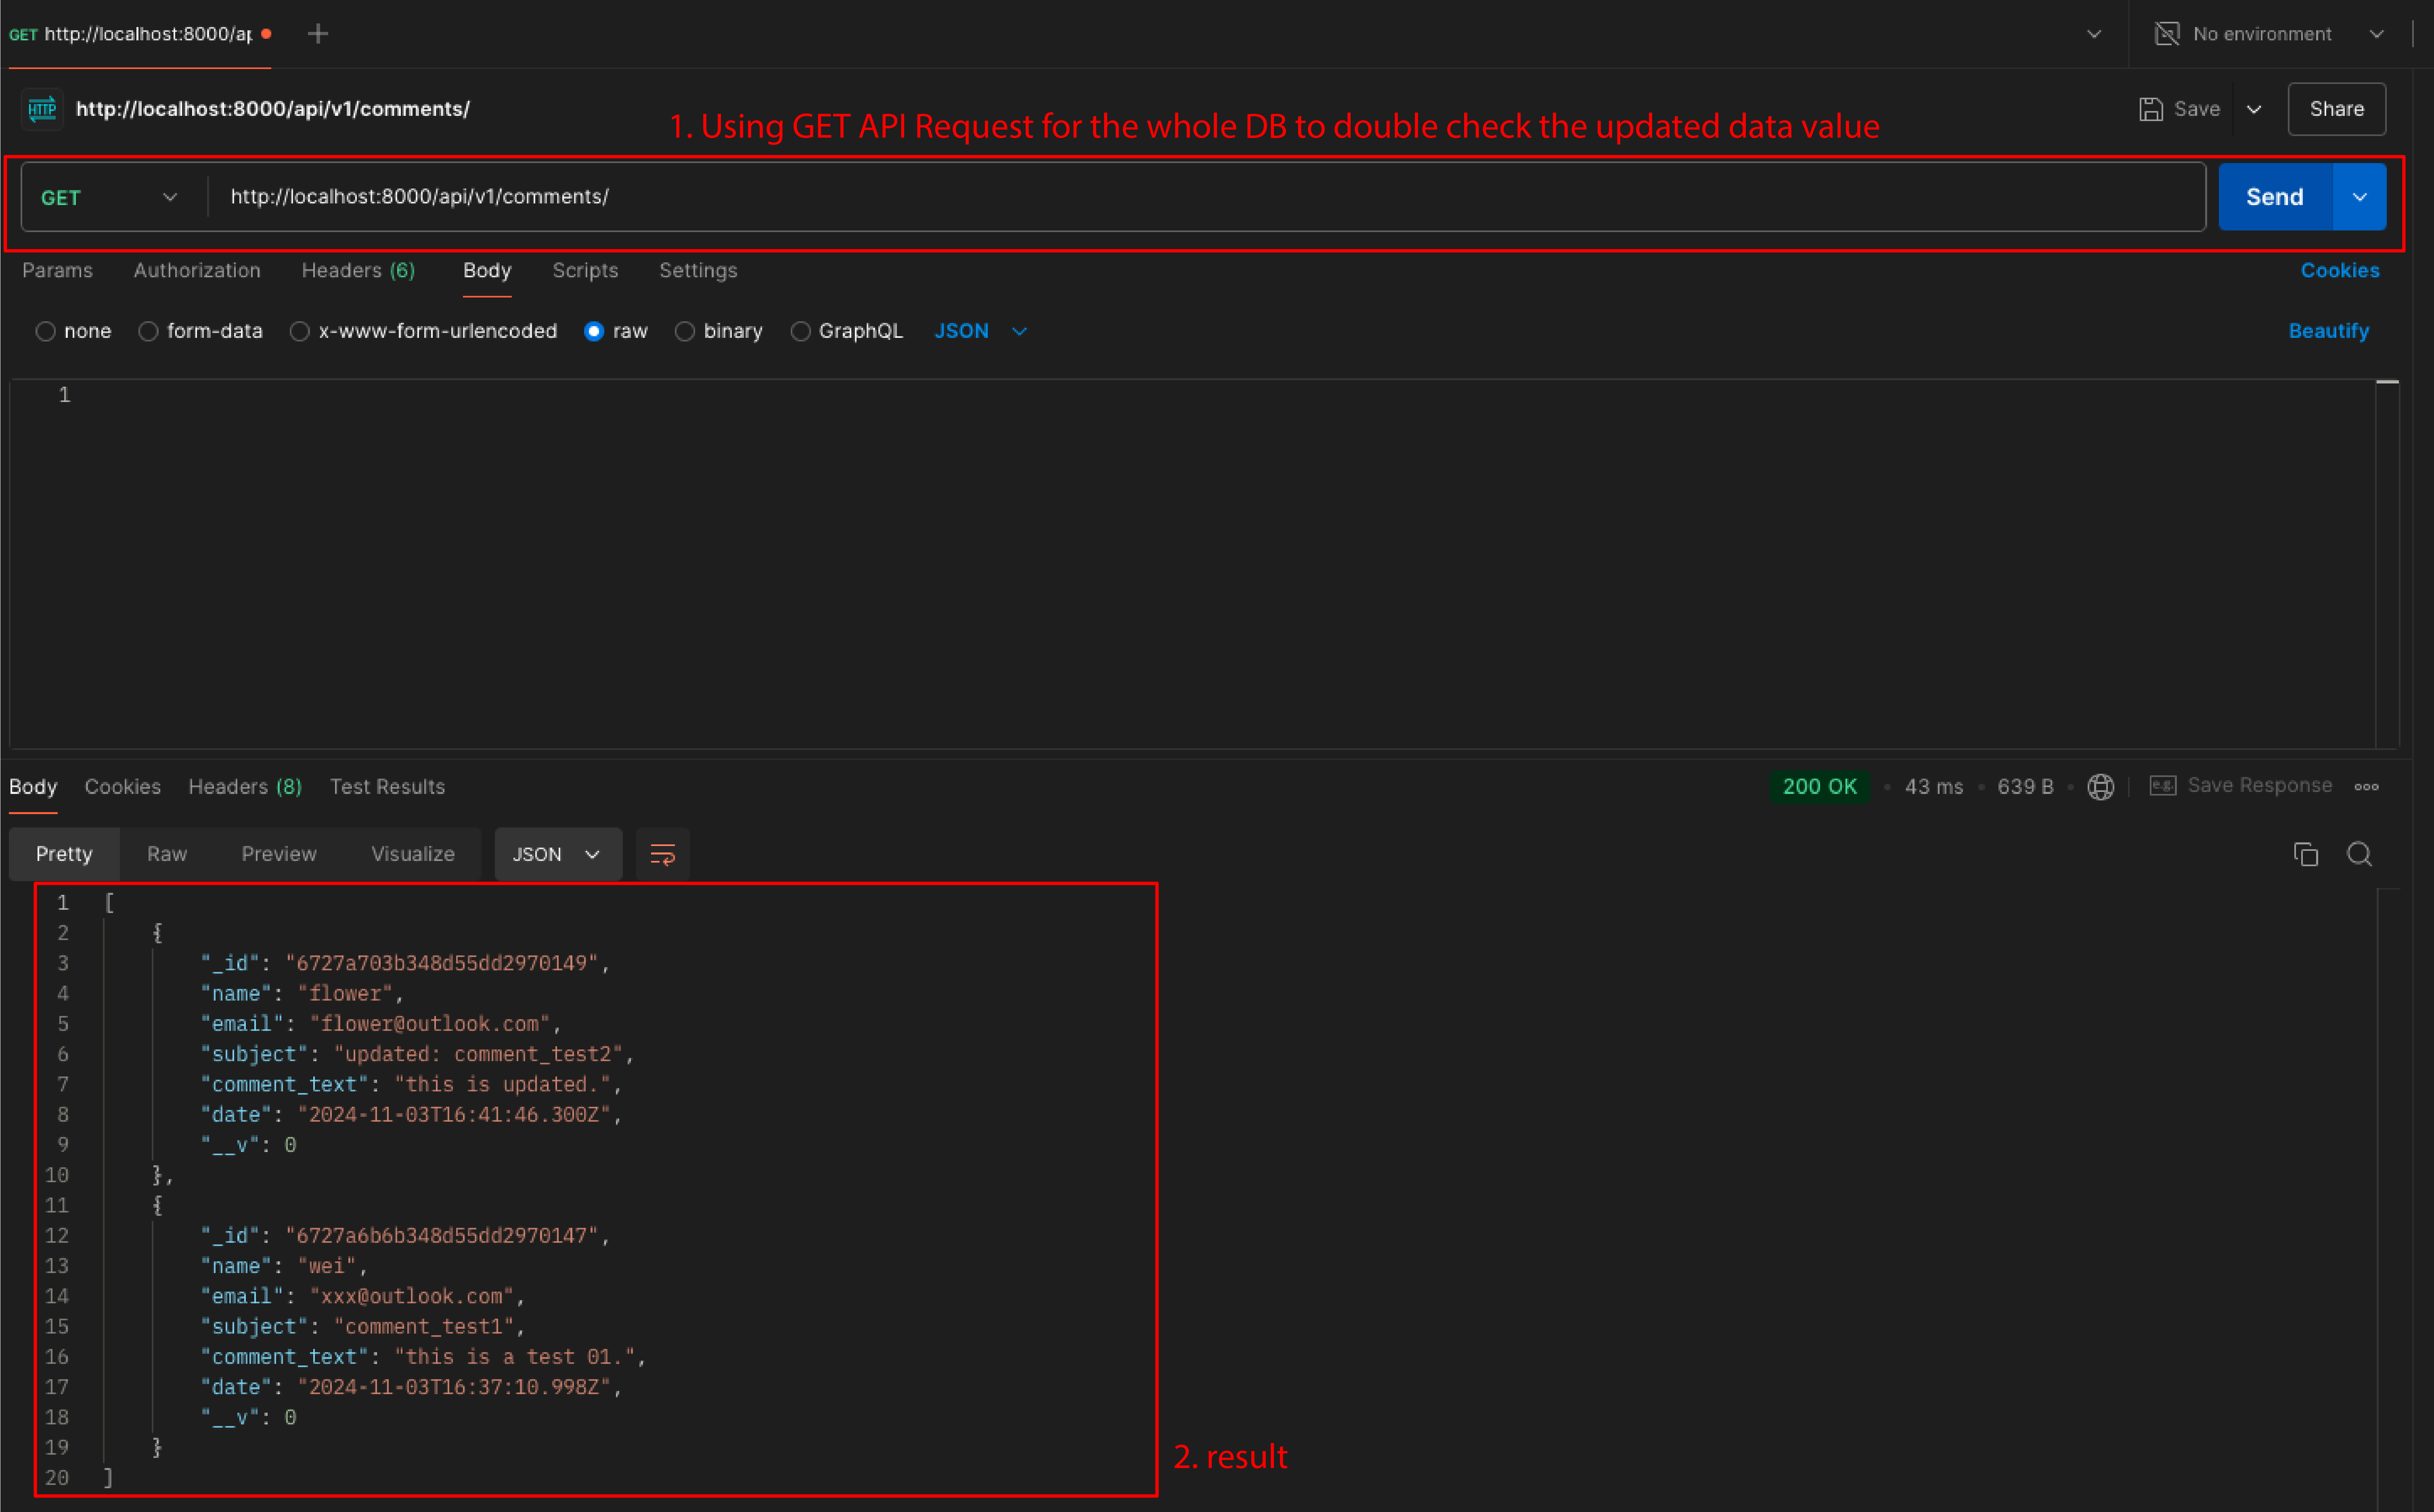 GET http://localhost:8000/ap
No environment
HTTP http://localhost:8000/api/v1/comments/
Save
Share
1. Using GET API Request for the whole DB to double check the updated data value
GET http://localhost:8000/api/v1/comments/
Send
Params Authorization Headers (6) Body Scripts Settings
Cookies
none form-data x-www-form-urlencoded raw binary GraphQL JSON
Beautify
1
Body Cookies Headers (8) Test Results
200 OK • 43 ms • 639 B •
e.g. Save Response
Pretty Raw Preview Visualize JSON
1 [
2 {
3 "_id": "6727a703b348d55dd2970149",
4 "name": "flower",
5 "email": "flower@outlook.com",
6 "subject": "updated: comment_test2",
7 "comment_text": "this is updated.",
8 "date": "2024-11-03T16:41:46.300Z",
9 "__v": 0
10 },
11 {
12 "_id": "6727a6b6b348d55dd2970147",
13 "name": "wei",
14 "email": "xxx@outlook.com",
15 "subject": "comment_test1",
16 "comment_text": "this is a test 01.",
17 "date": "2024-11-03T16:37:10.998Z",
18 "__v": 0
19 }
20 ]
2. result